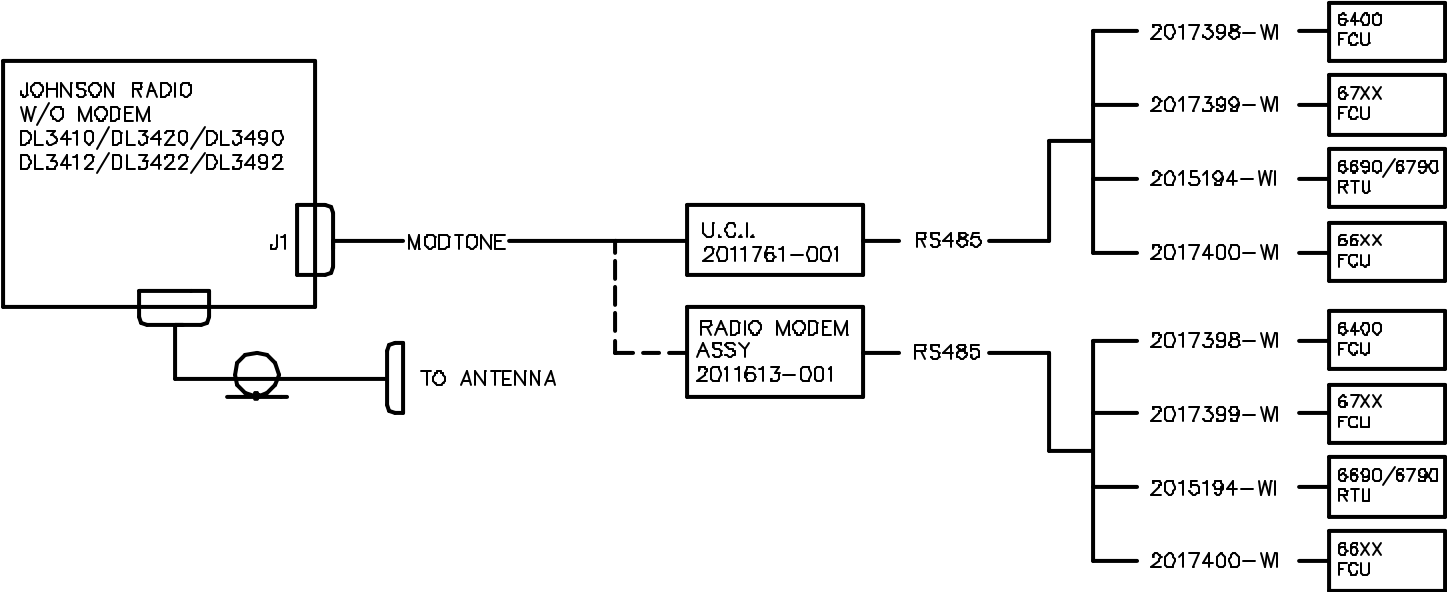 JOHNSON RADIO
W/O MODEM
DL3410/DL3420/DL3490
DL3412/DL3422/DL3492
J1
MODTONE
TO ANTENNA
U.C.I.
2011761-001
RS485
2017398-WI
6400
FCU
2017399-WI
67XX
FCU
2015194-WI
6690/6790
RTU
2017400-WI
66XX
FCU
RADIO MODEM
ASSY
2011613-001
RS485
2017398-WI
6400
FCU
2017399-WI
67XX
FCU
2015194-WI
6690/6790
RTU
2017400-WI
66XX
FCU